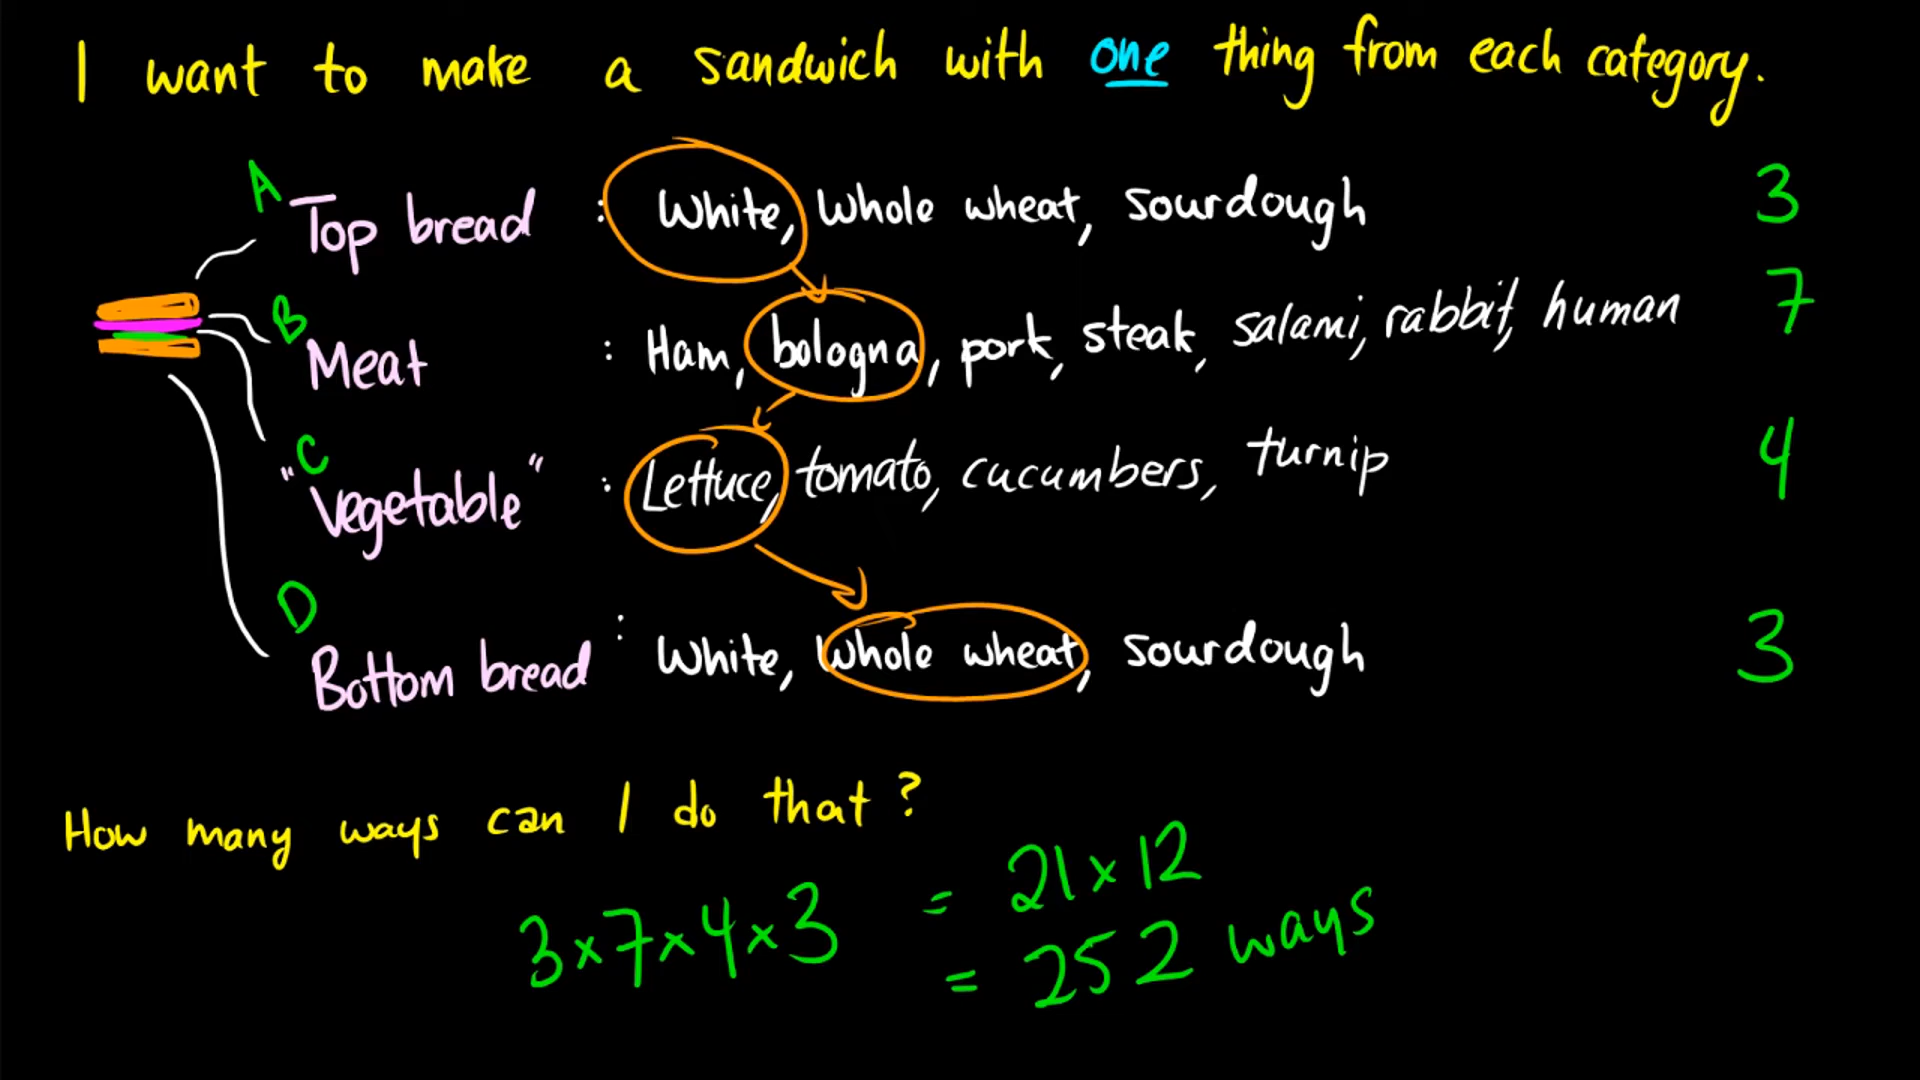 I want to make a sandwich with one thing from each category.
A Top bread : White, Whole wheat, sourdough 3
B Meat : Ham, bologna, pork, steak, salami, rabbit, human 7
C "Vegetable" : Lettuce, tomato, cucumbers, turnip 4
D Bottom bread : White, Whole wheat, sourdough 3
How many ways can I do that?
3×7×4×3 = 21×12
= 252 ways